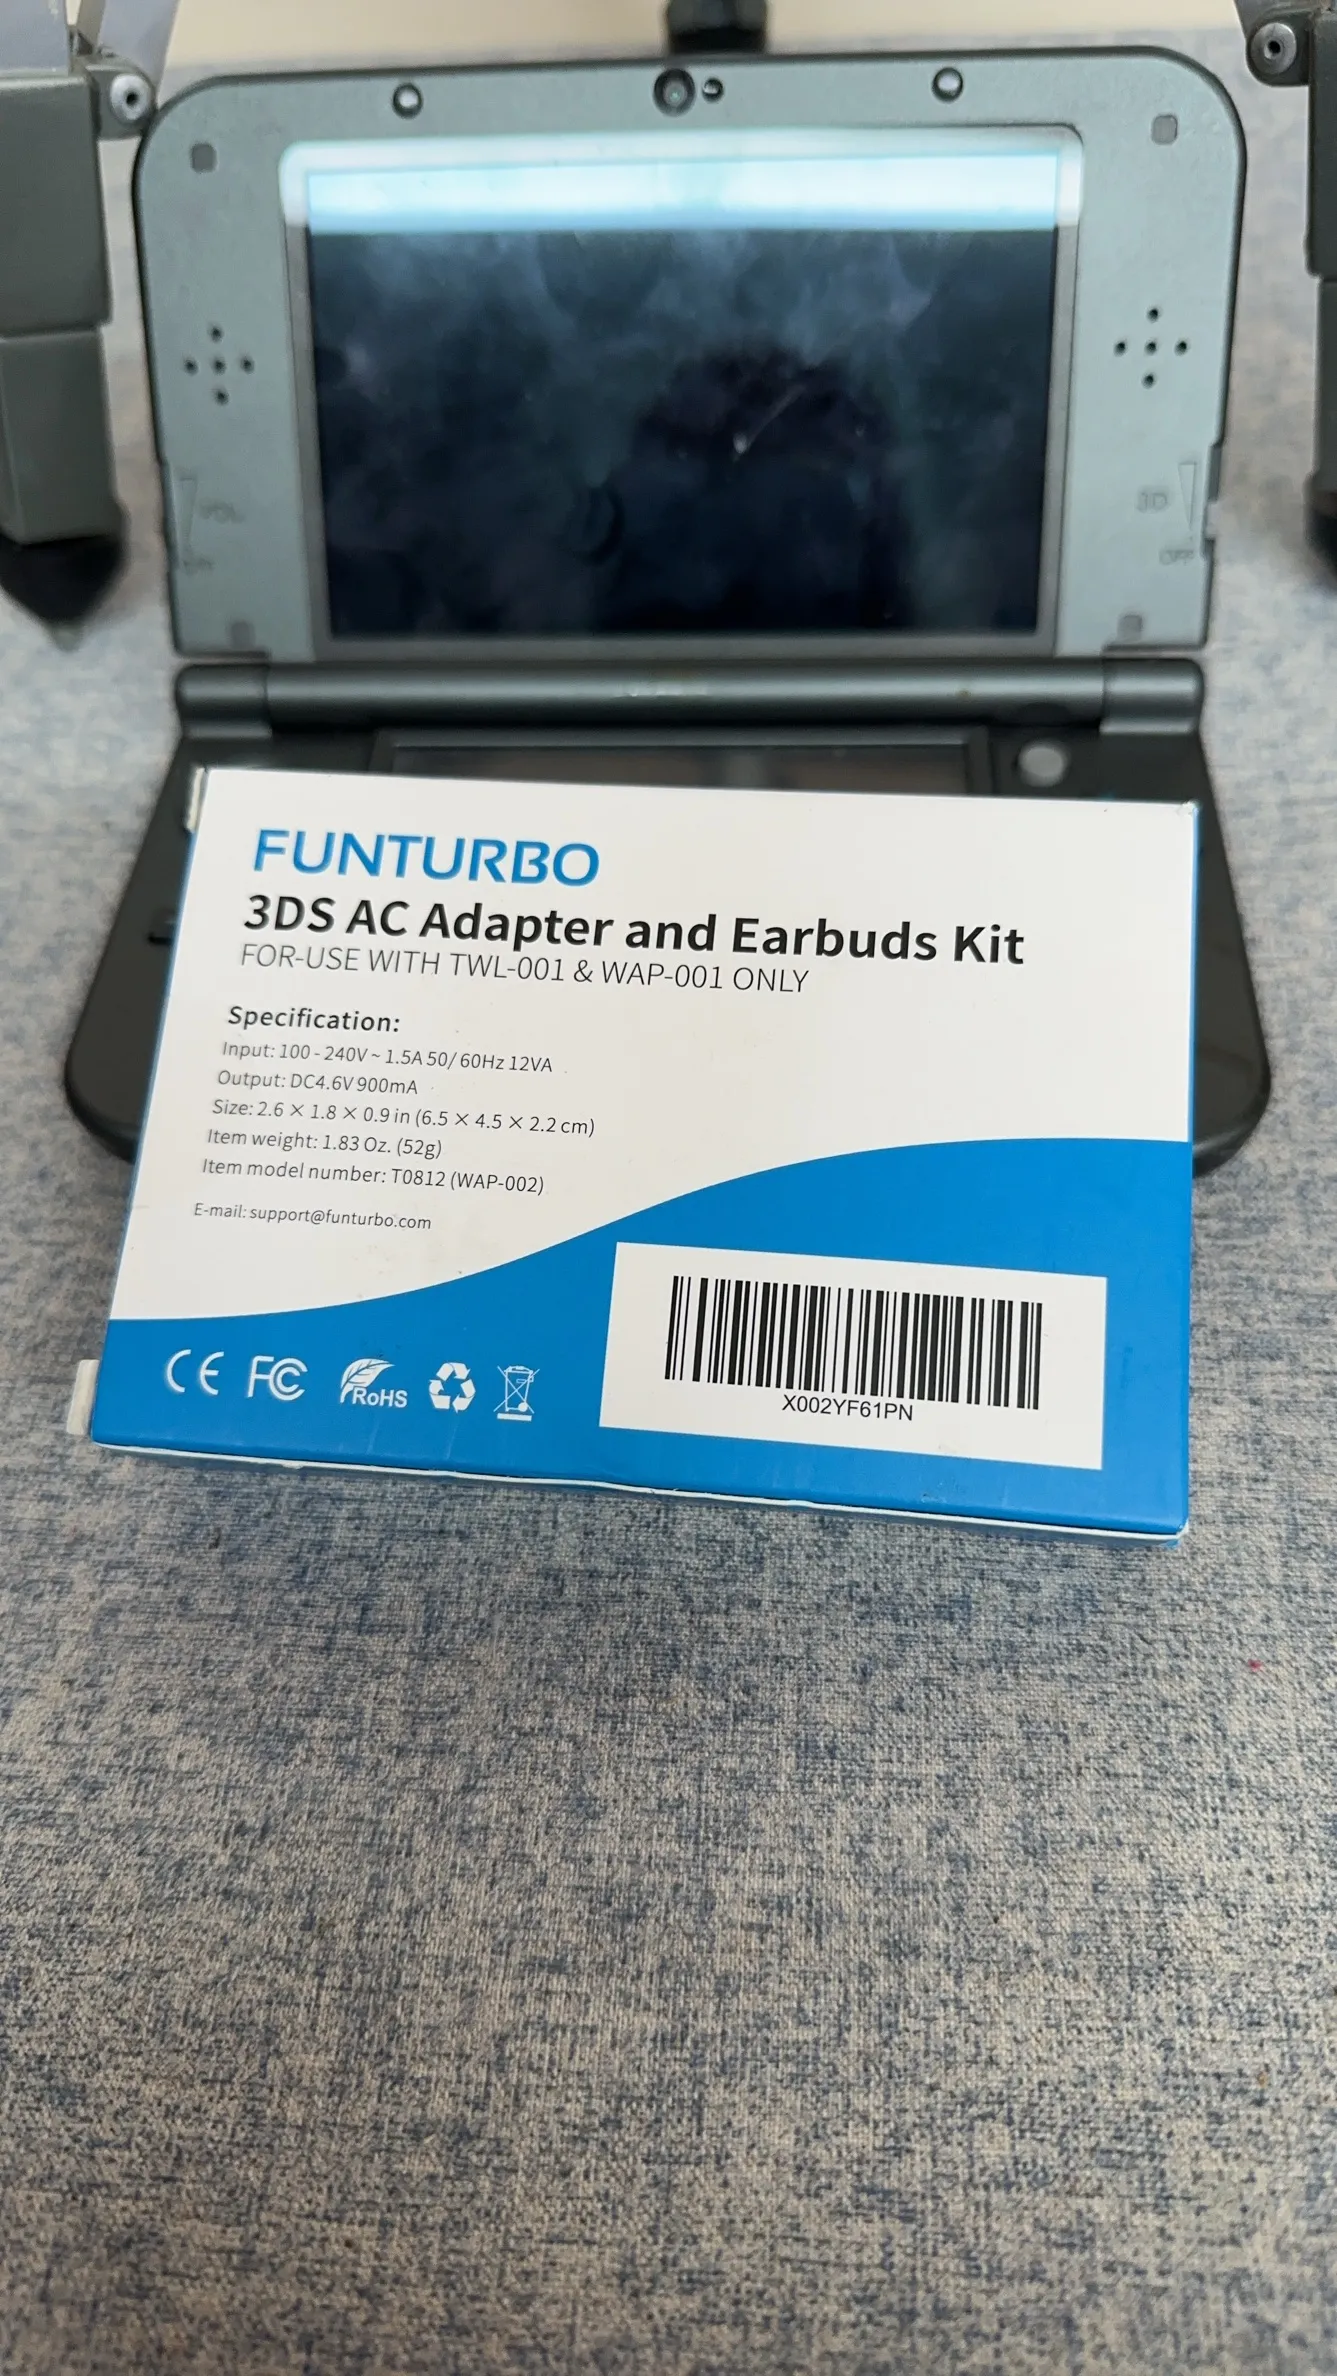 VOL
3D
OFF
FUNTURBO
3DS AC Adapter and Earbuds Kit
FOR-USE WITH TWL-001 & WAP-001 ONLY
Specification:
Input: 100 - 240V ~ 1.5A 50/ 60Hz 12VA
Output: DC4.6V 900mA
Size: 2.6 × 1.8 × 0.9 in (6.5 × 4.5 × 2.2 cm)
Item weight: 1.83 Oz. (52g)
Item model number: T0812 (WAP-002)
E-mail: support@funturbo.com
CE FC RoHS
X002YF61PN